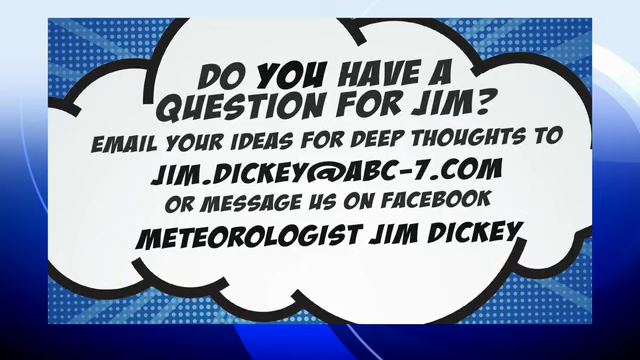 DO YOU HAVE A
QUESTION FOR JIM?
EMAIL YOUR IDEAS FOR DEEP THOUGHTS TO
JIM.DICKEY@ABC-7.COM
OR MESSAGE US ON FACEBOOK
METEOROLOGIST JIM DICKEY